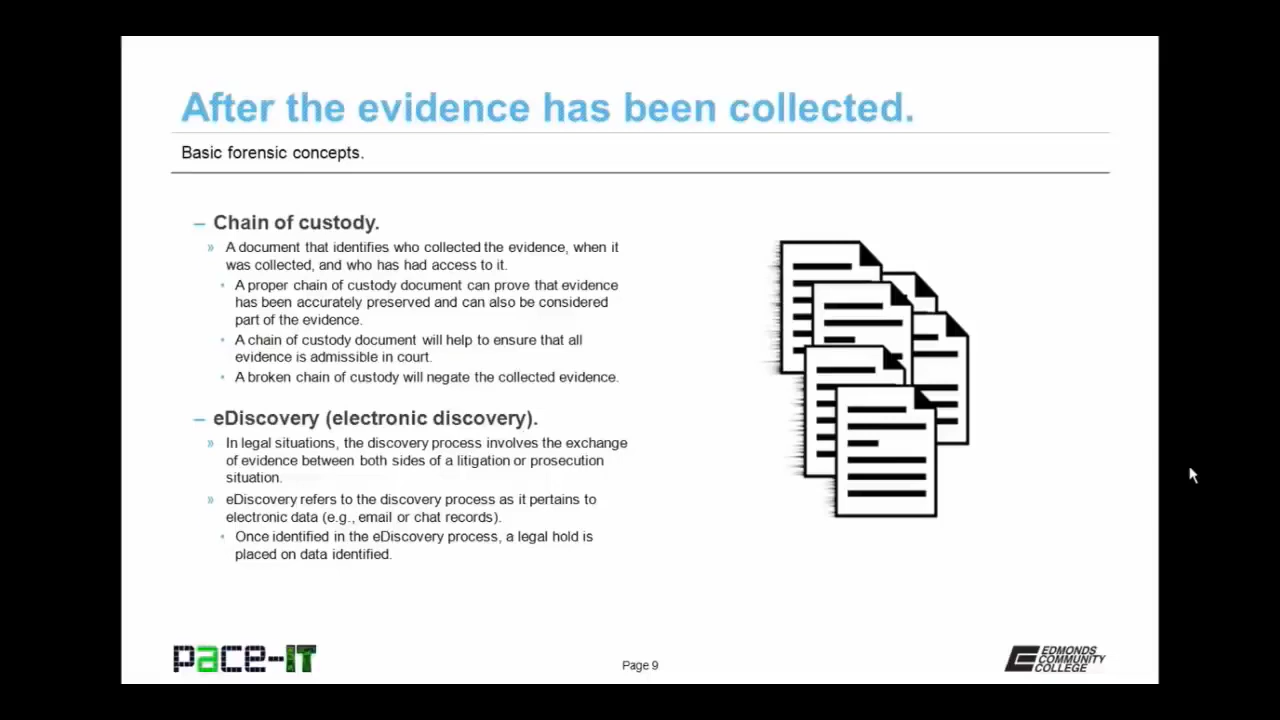 After the evidence has been collected.
Basic forensic concepts.
– Chain of custody.
» A document that identifies who collected the evidence, when it
was collected, and who has had access to it.
• A proper chain of custody document can prove that evidence
has been accurately preserved and can also be considered
part of the evidence.
• A chain of custody document will help to ensure that all
evidence is admissible in court.
• A broken chain of custody will negate the collected evidence.
– eDiscovery (electronic discovery).
» In legal situations, the discovery process involves the exchange
of evidence between both sides of a litigation or prosecution
situation.
» eDiscovery refers to the discovery process as it pertains to
electronic data (e.g., email or chat records).
• Once identified in the eDiscovery process, a legal hold is
placed on data identified.
pace-IT
Page 9
EDMONDS
COMMUNITY
COLLEGE